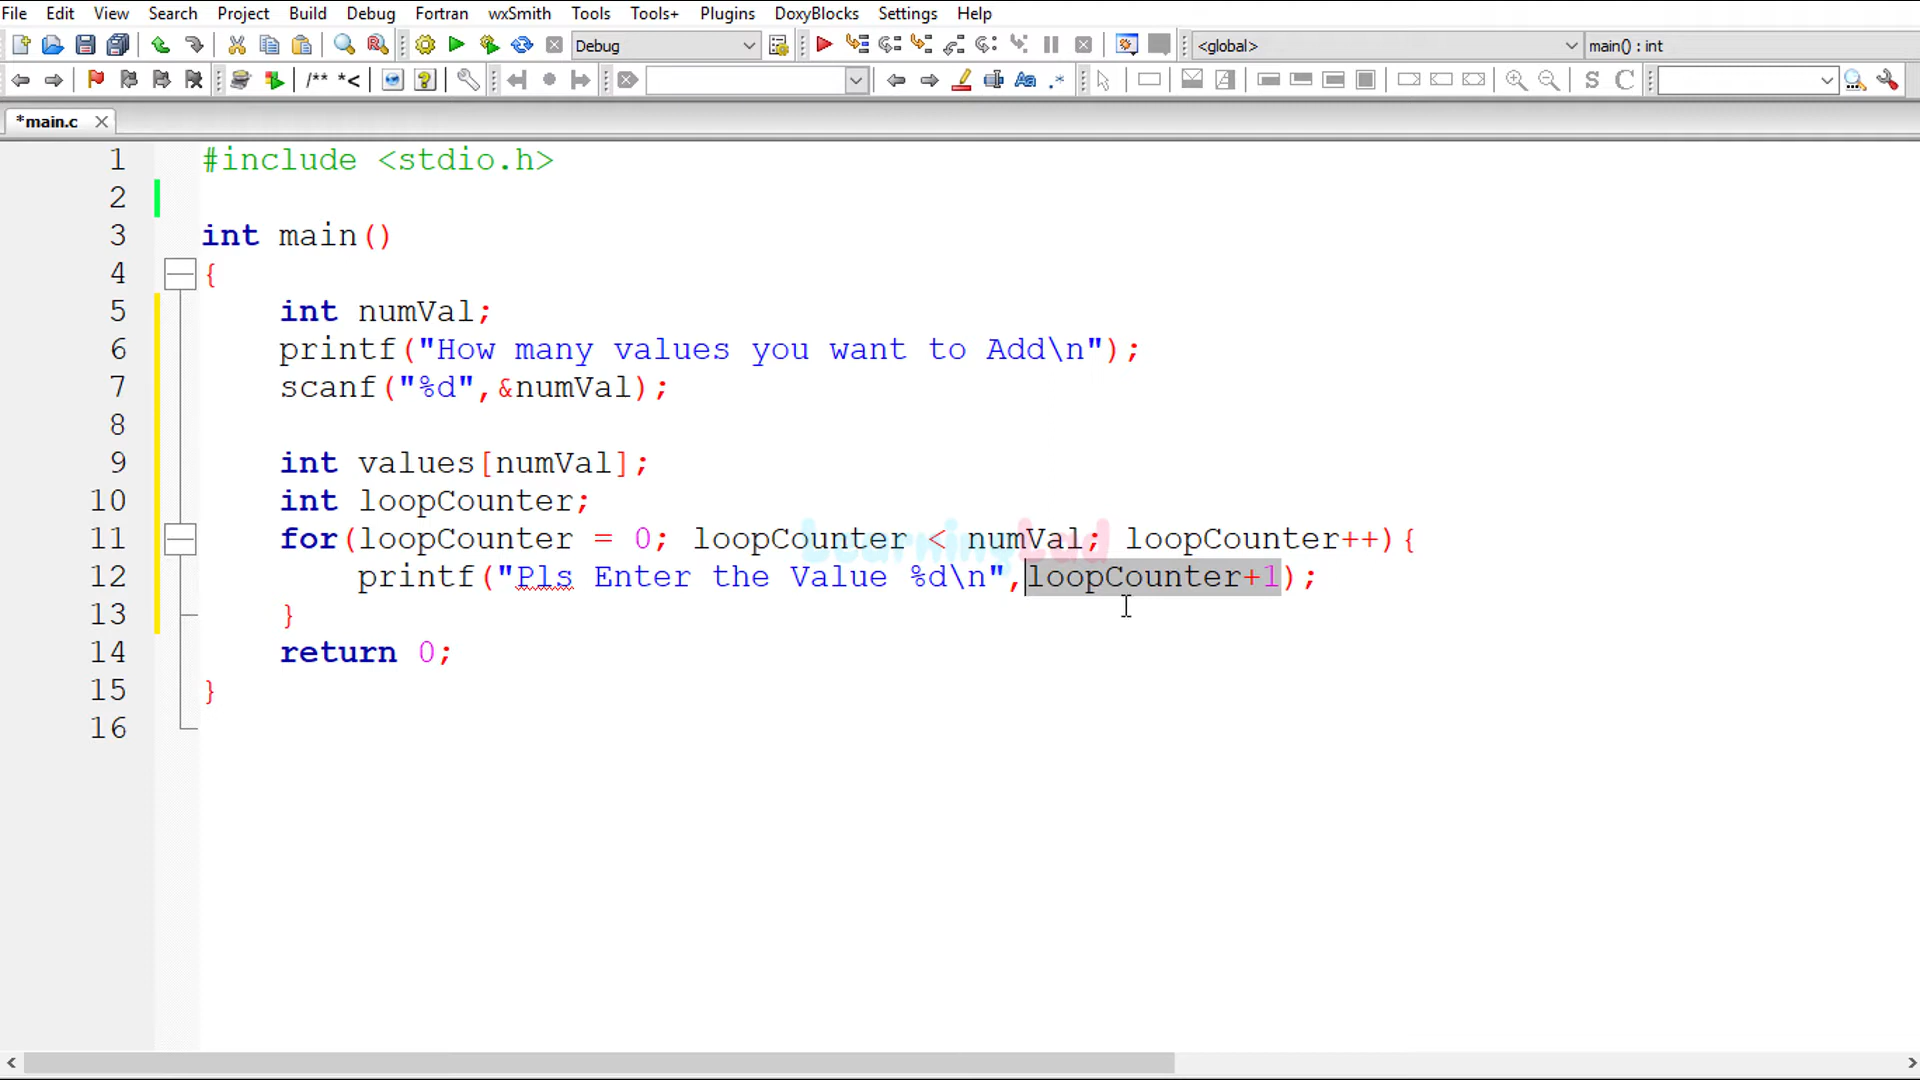 File Edit View Search Project Build Debug Fortran wxSmith Tools Tools+ Plugins DoxyBlocks Settings Help
Debug <global> main() : int
/** *<
*main.c
1 #include <stdio.h>
2
3 int main()
4 {
5 int numVal;
6 printf("How many values you want to Add\n");
7 scanf("%d",&numVal);
8
9 int values[numVal];
10 int loopCounter;
11 for(loopCounter = 0; loopCounter < numVal; loopCounter++){
LearningLad
12 printf("Pls Enter the Value %d\n",loopCounter+1);
13 }
14 return 0;
15 }
16